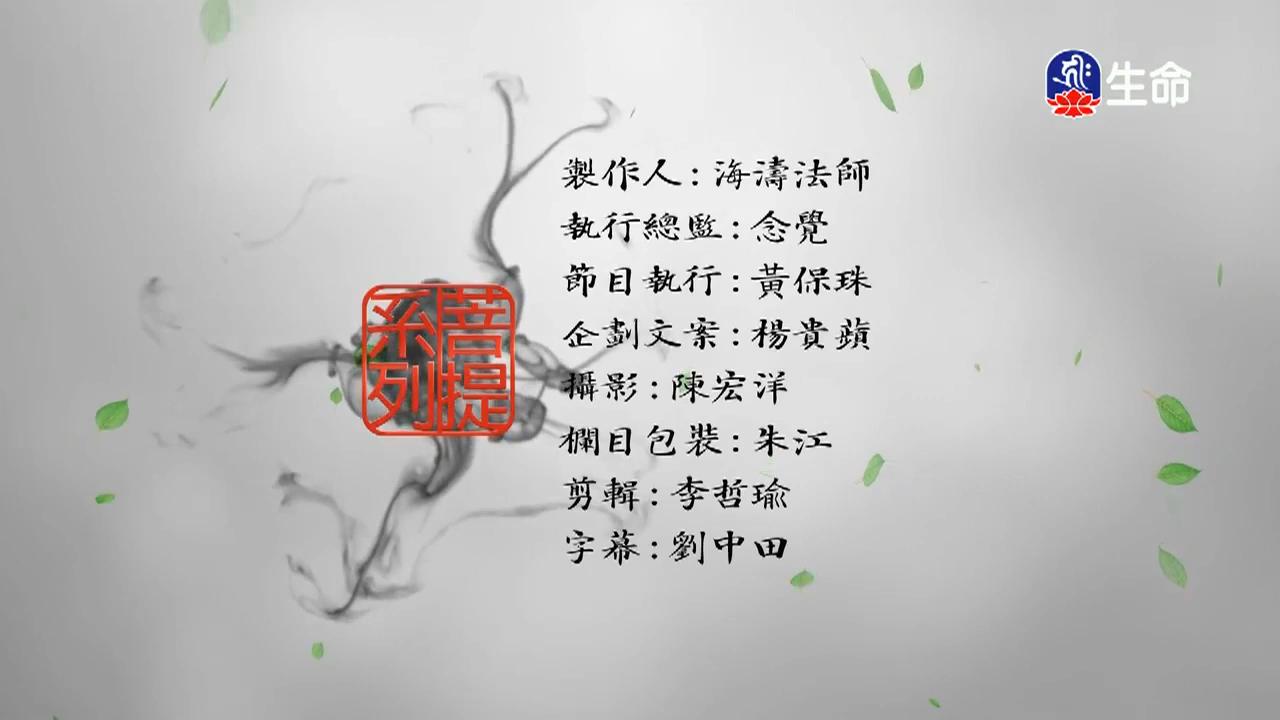 生命
製作人：海濤法師
執行總監：念覺
節目執行：黃保珠
企劃文案：楊貴蘋
攝影：陳宏洋
欄目包裝：朱江
剪輯：李哲瑜
字幕：劉中田
菩提
系列